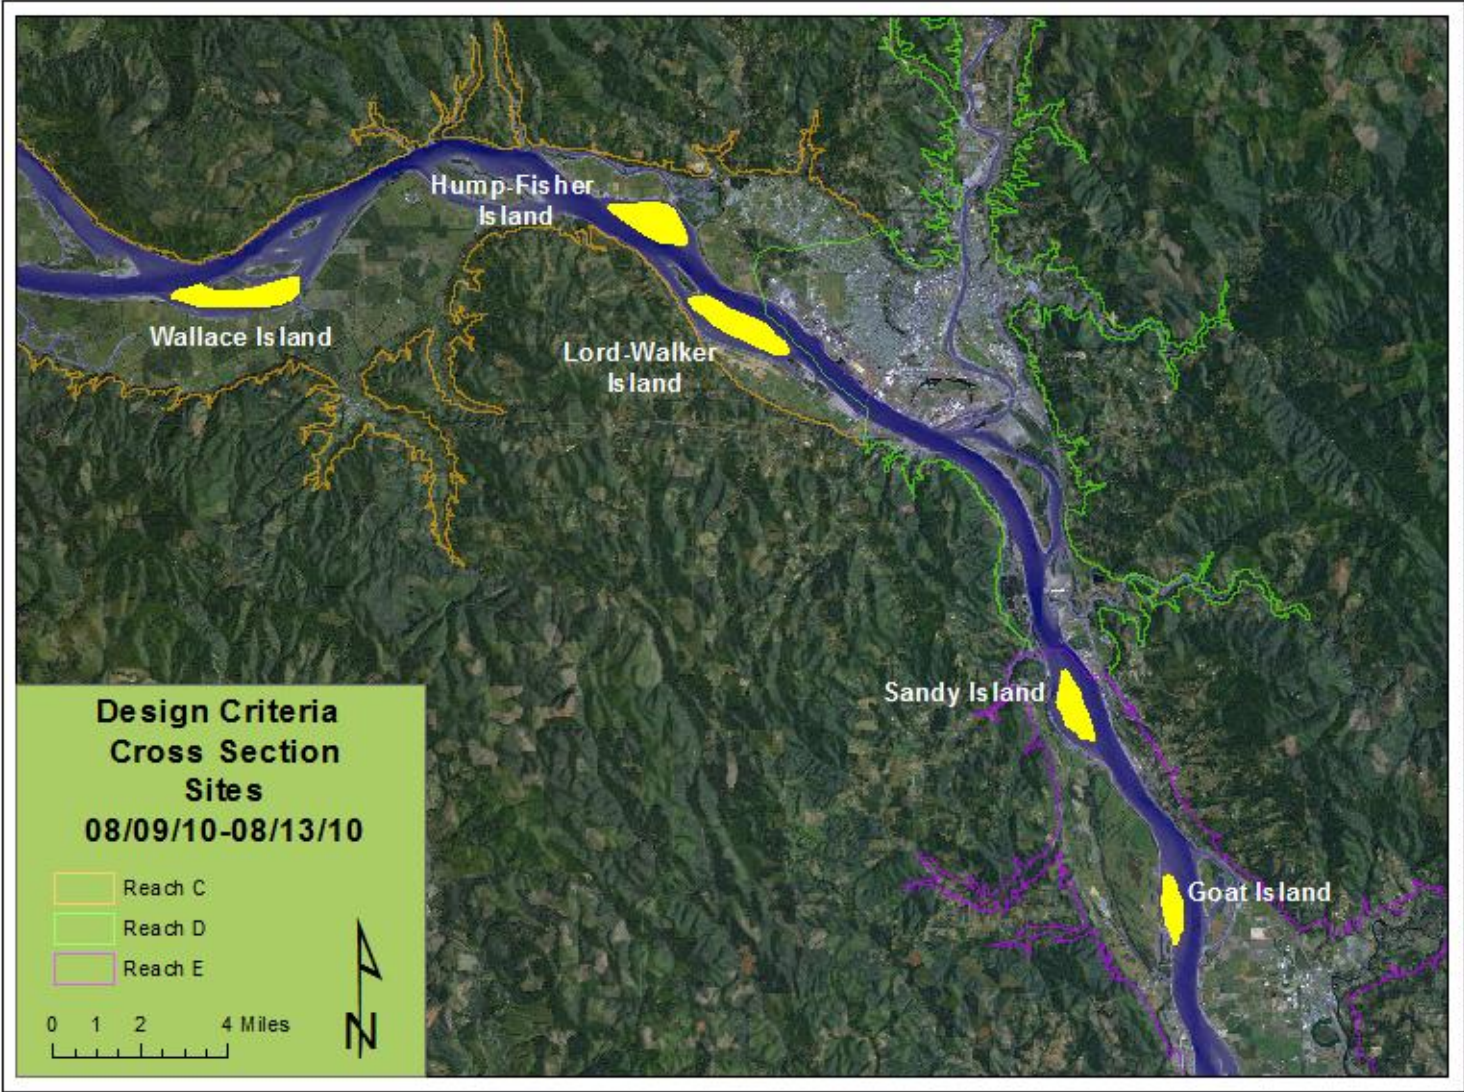 Hump-Fisher
Island
Wallace Island
Lord-Walker
Island
Sandy Island
Goat Island
Design Criteria
Cross Section
Sites
08/09/10-08/13/10
Reach C
Reach D
Reach E
0 1 2 4 Miles
N